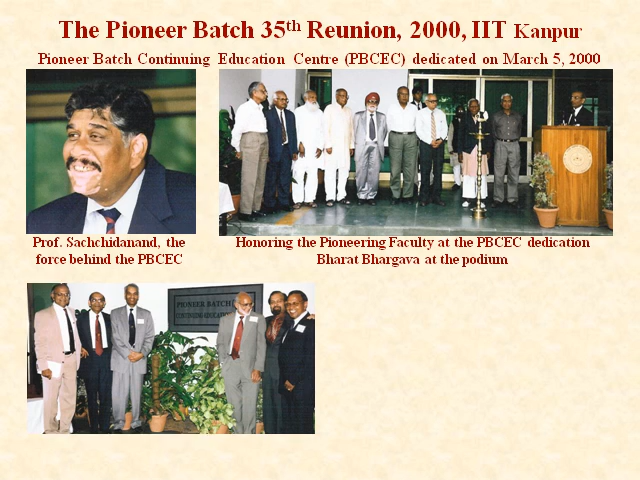 The Pioneer Batch 35th Reunion, 2000, IIT Kanpur
Pioneer Batch Continuing Education Centre (PBCEC) dedicated on March 5, 2000
Prof. Sachchidanand, the
force behind the PBCEC
Honoring the Pioneering Faculty at the PBCEC dedication
Bharat Bhargava at the podium
PIONEER BATCH
CONTINUING EDUCATION